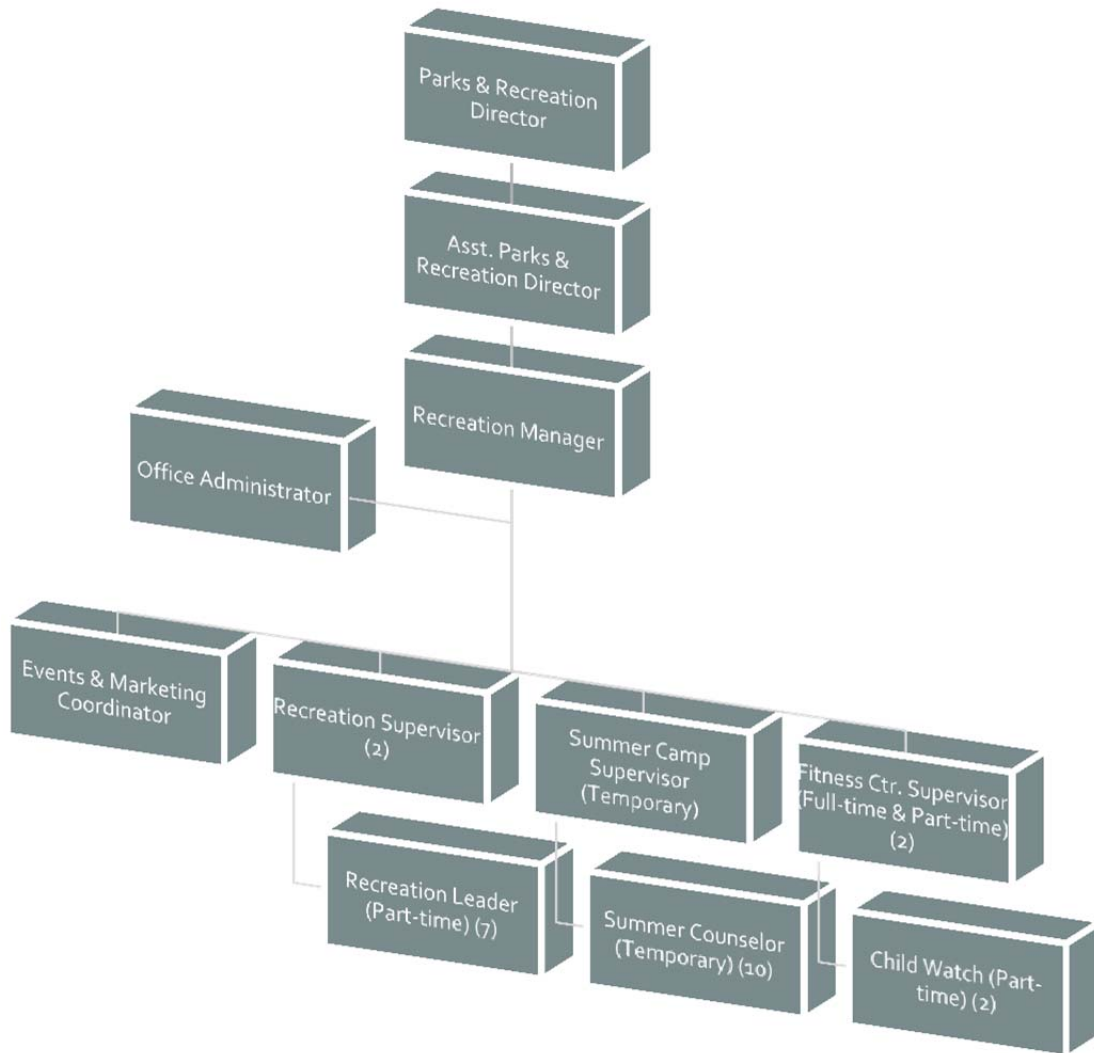 Parks & Recreation
Director
Asst. Parks &
Recreation Director
Recreation Manager
Office Administrator
Events & Marketing
Coordinator
Recreation Supervisor
(2)
Summer Camp
Supervisor
(Temporary)
Fitness Ctr. Supervisor
(Full-time & Part-time)
(2)
Recreation Leader
(Part-time) (7)
Summer Counselor
(Temporary) (10)
Child Watch (Part-
time) (2)